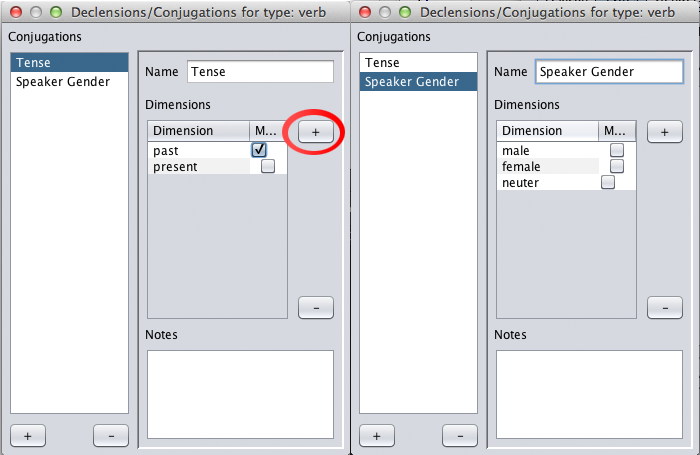 Declensions/Conjugations for type: verb
Conjugations
Tense
Speaker Gender
Name Tense
Dimensions
Dimension M...
+
past
present
-
Notes
+ -
Declensions/Conjugations for type: verb
Conjugations
Tense
Speaker Gender
Name Speaker Gender
Dimensions
Dimension M...
+
male
female
neuter
-
Notes
+ -